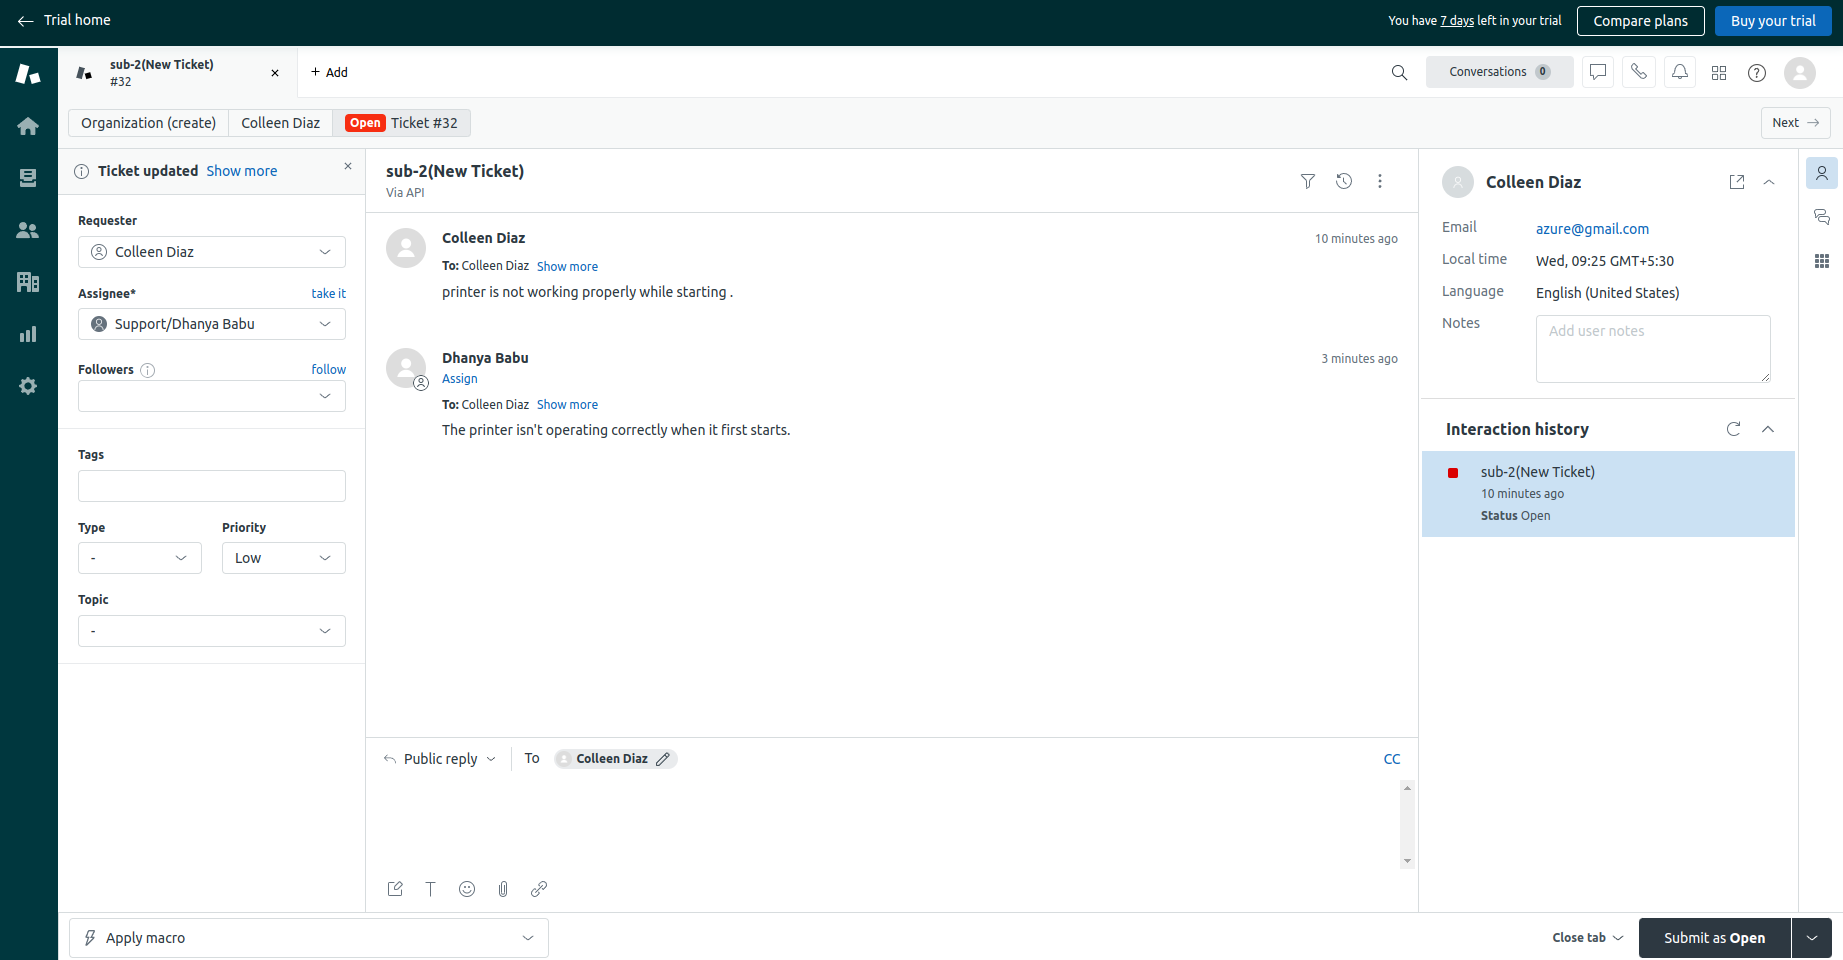 Trial home
You have 7 days left in your trial
Compare plans
Buy your trial
sub-2(New Ticket)
#32
+ Add
Conversations 0
Organization (create)
Colleen Diaz
Open Ticket #32
Next
Ticket updated Show more
Requester
Colleen Diaz
Assignee* take it
Support/Dhanya Babu
Followers follow
Tags
Type Priority
- Low
Topic
-
sub-2(New Ticket)
Via API
Colleen Diaz 10 minutes ago
To: Colleen Diaz Show more
printer is not working properly while starting .
Dhanya Babu 3 minutes ago
Assign
To: Colleen Diaz Show more
The printer isn't operating correctly when it first starts.
Public reply To Colleen Diaz CC
Colleen Diaz
Email azure@gmail.com
Local time Wed, 09:25 GMT+5:30
Language English (United States)
Notes Add user notes
Interaction history
sub-2(New Ticket)
10 minutes ago
Status Open
Apply macro
Close tab
Submit as Open